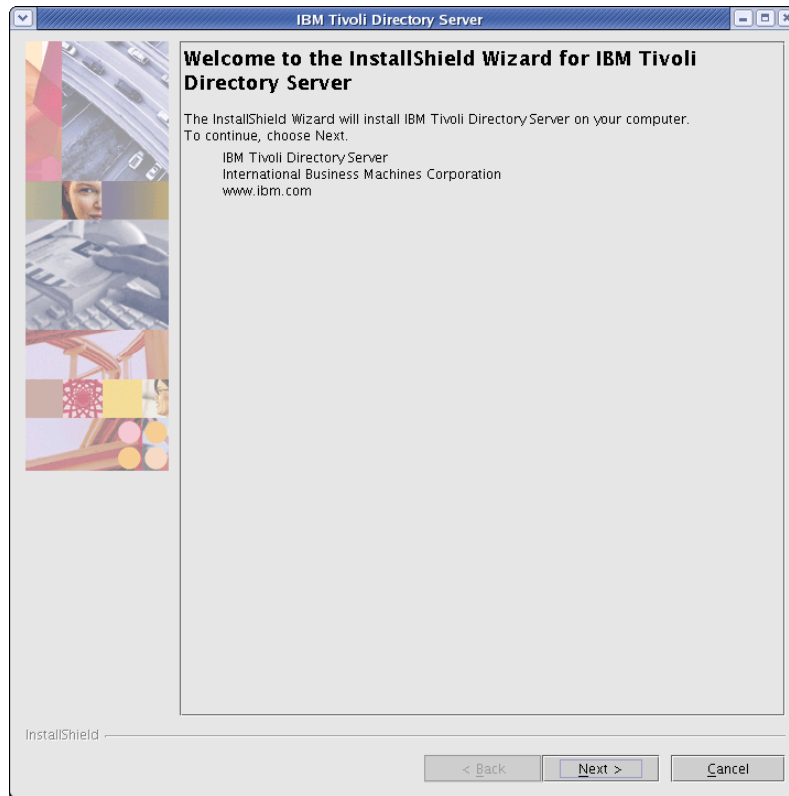 IBM Tivoli Directory Server
Welcome to the InstallShield Wizard for IBM Tivoli
Directory Server
The InstallShield Wizard will install IBM Tivoli Directory Server on your computer.
To continue, choose Next.
IBM Tivoli Directory Server
International Business Machines Corporation
www.ibm.com
InstallShield
< Back
Next >
Cancel